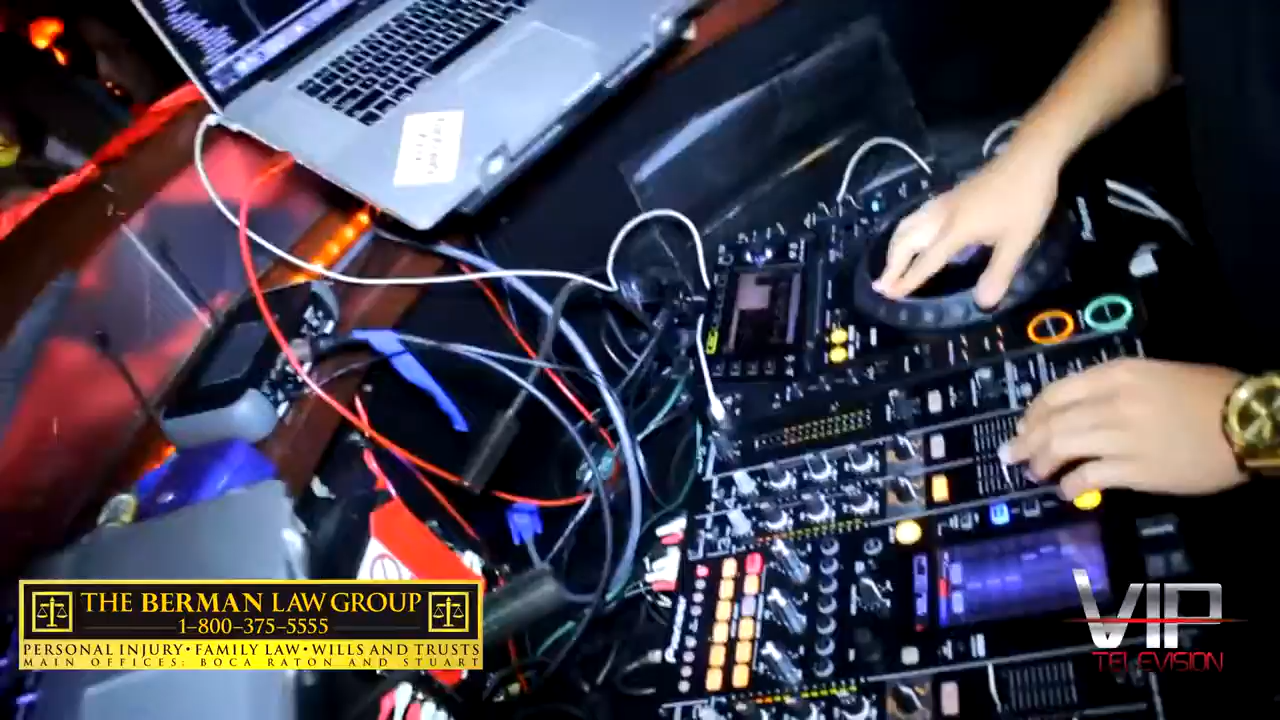 THE BERMAN LAW GROUP
1-800-375-5555
PERSONAL INJURY•FAMILY LAW•WILLS AND TRUSTS
MAIN OFFICES: BOCA RATON AND STUART
VIP
TELEVISION